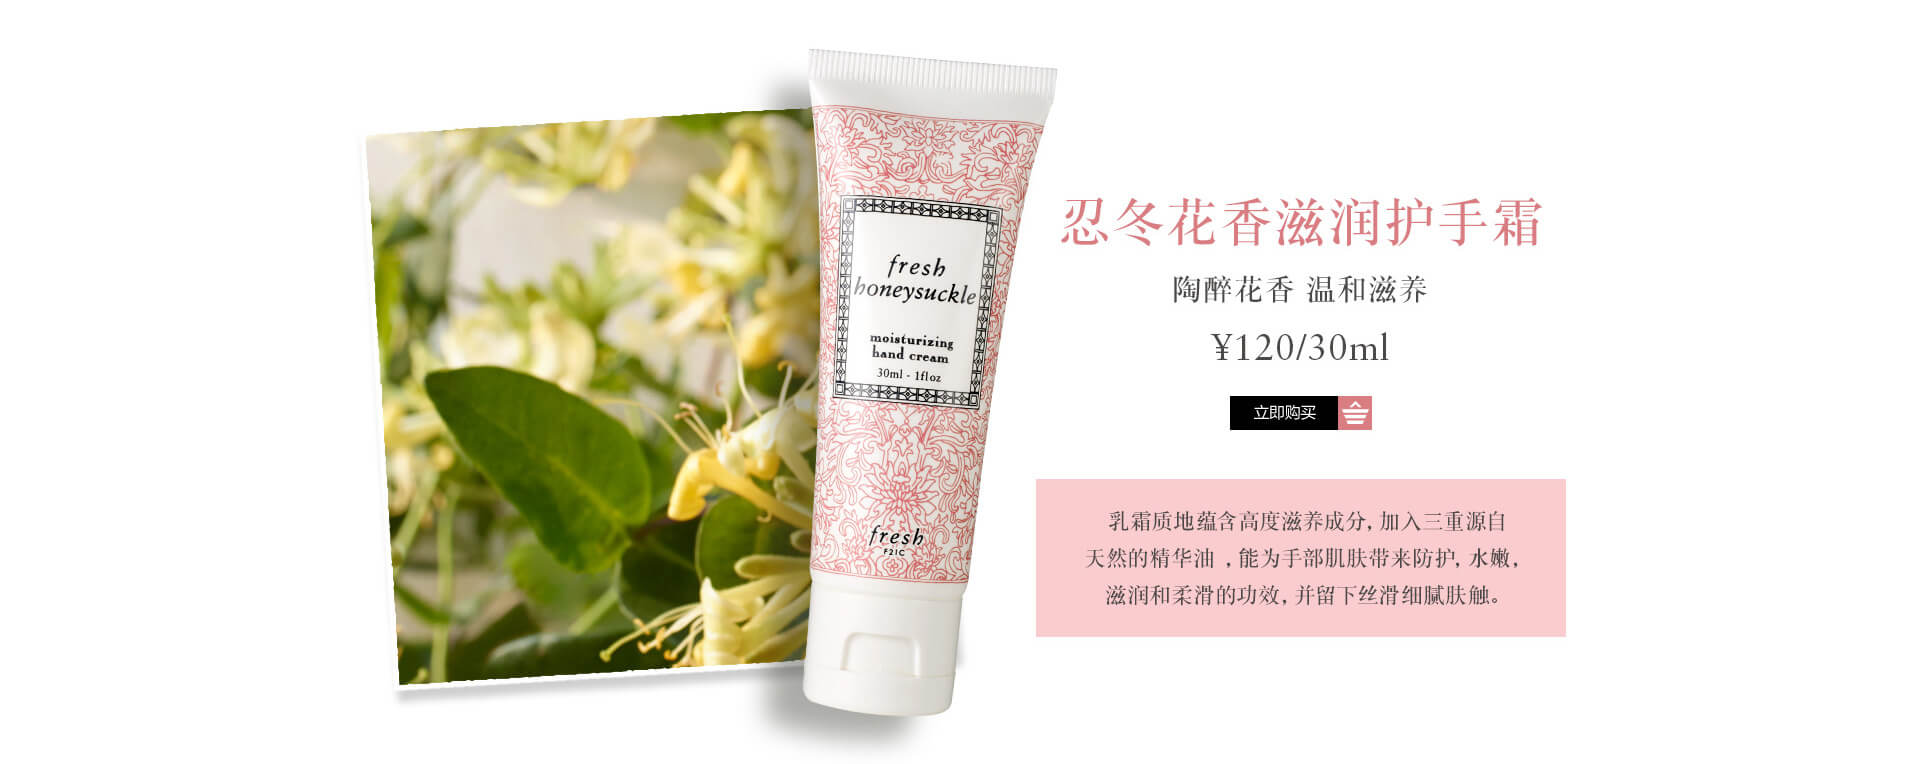 fresh
honeysuckle
moisturizing
hand cream
30ml - 1fl oz
fresh
F21C
忍冬花香滋润护手霜
陶醉花香 温和滋养
¥120/30ml
立即购买
乳霜质地蕴含高度滋养成分, 加入三重源自
天然的精华油 , 能为手部肌肤带来防护, 水嫩,
滋润和柔滑的功效, 并留下丝滑细腻肤触。